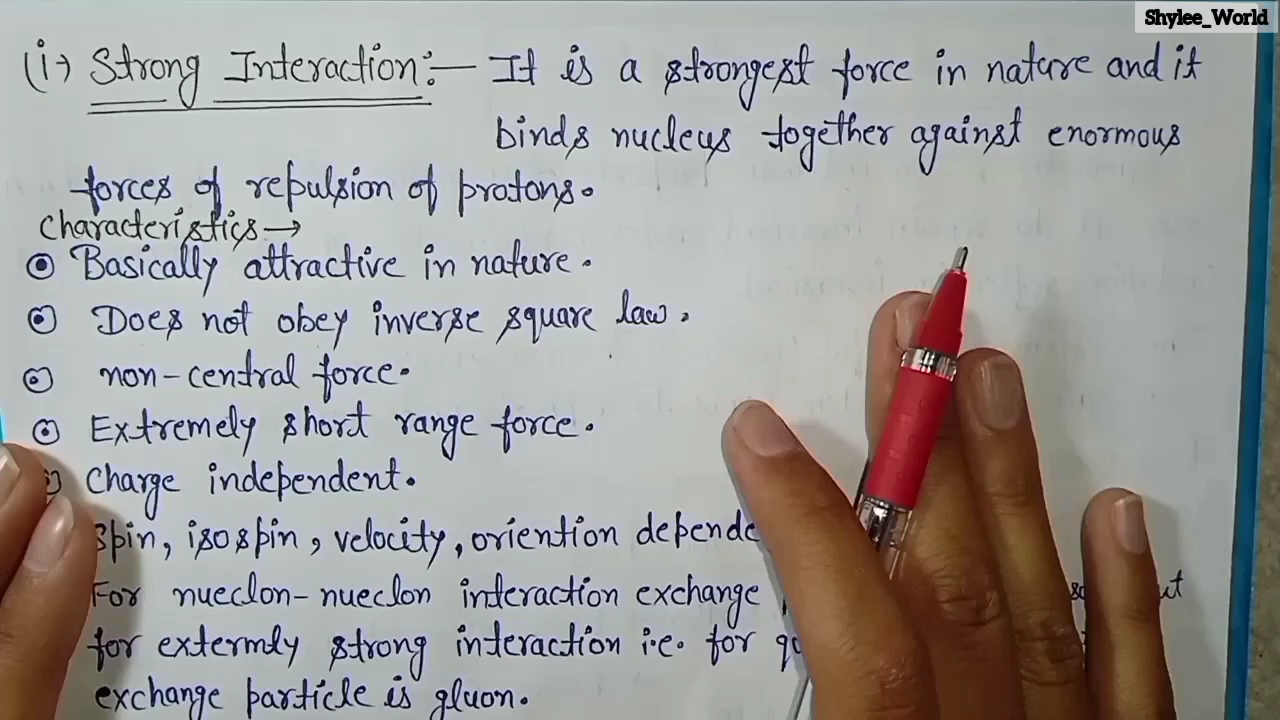 Shylee_World
(i) Strong Interaction:- It is a strongest force in nature and it
binds nucleus together against enormous
forces of repulsion of protons.
Characteristics→
Basically attractive in nature.
Does not obey inverse square law.
non-central force.
Extremely short range force.
Charge independent.
Spin, isospin, velocity, oriention depende
For nueclon-nueclon interaction exchange
for extermly strong interaction i.e. for
exchange particle is gluon.